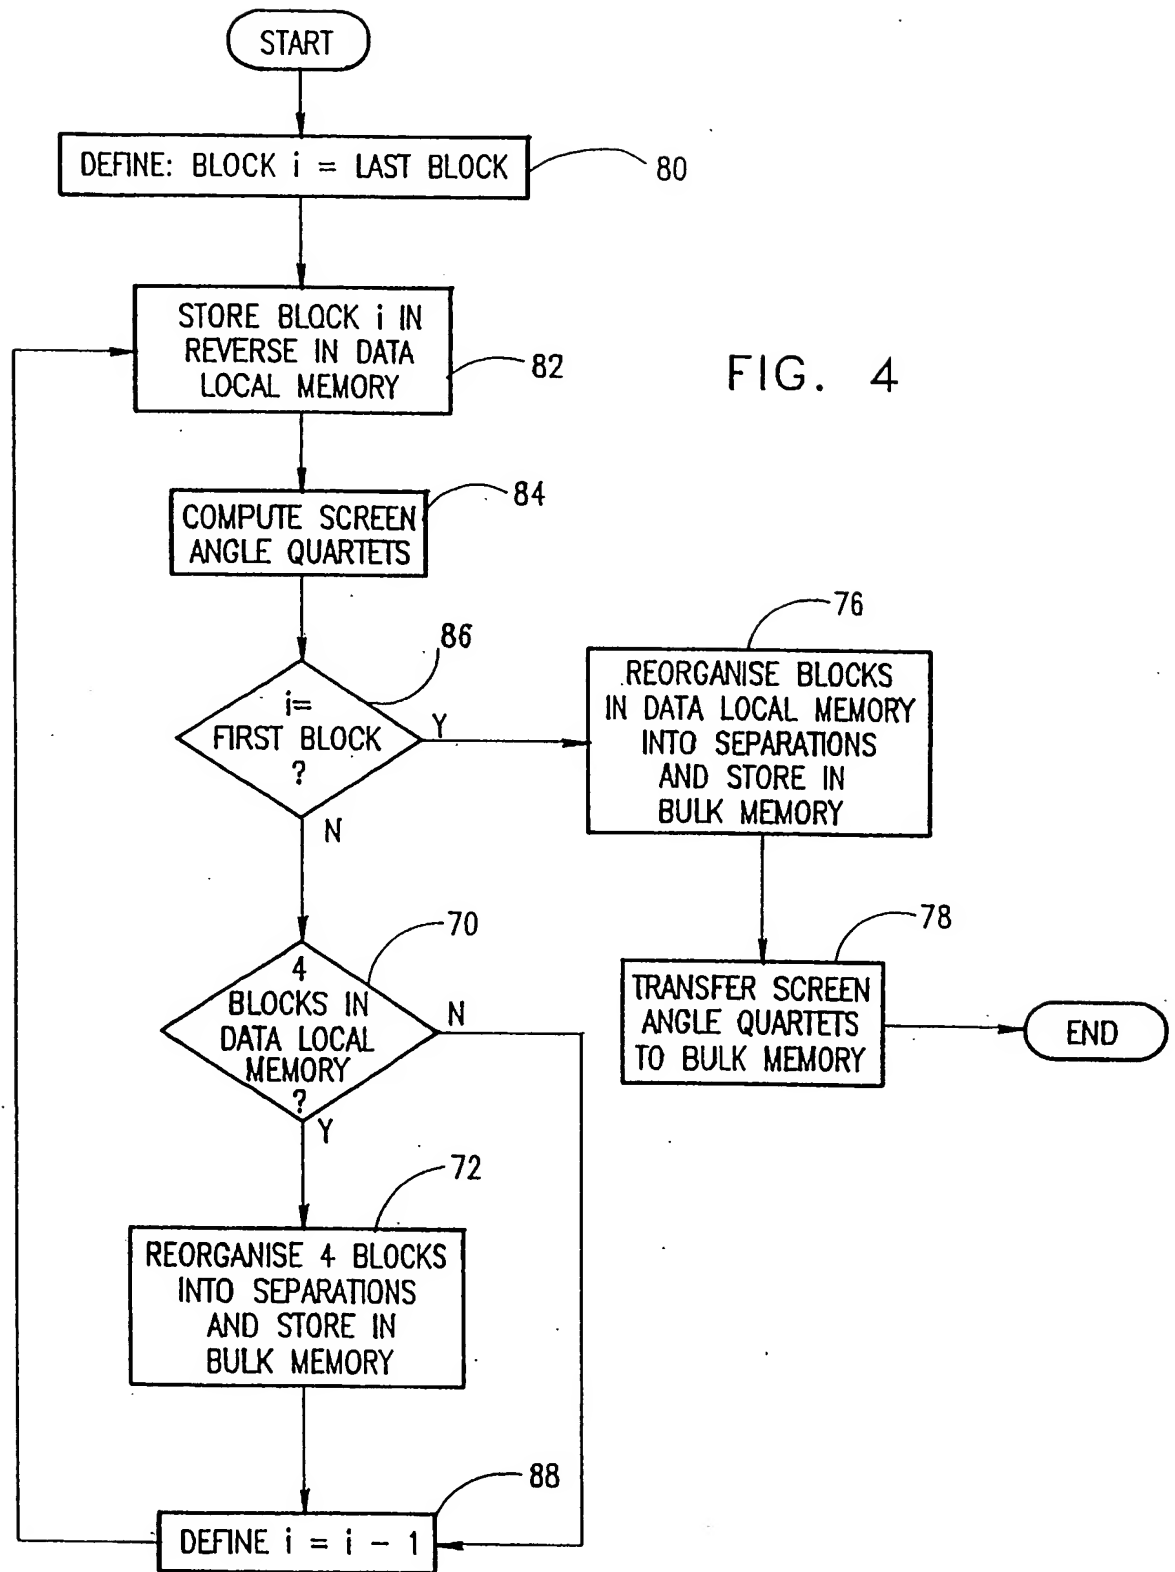 START
DEFINE: BLOCK i = LAST BLOCK
80
STORE BLOCK i IN
REVERSE IN DATA
LOCAL MEMORY
82
FIG. 4
COMPUTE SCREEN
ANGLE QUARTETS
84
i=
FIRST BLOCK
?
86
Y
N
REORGANISE BLOCKS
IN DATA LOCAL MEMORY
INTO SEPARATIONS
AND STORE IN
BULK MEMORY
76
4
BLOCKS IN
DATA LOCAL
MEMORY
?
70
N
Y
TRANSFER SCREEN
ANGLE QUARTETS
TO BULK MEMORY
78
END
REORGANISE 4 BLOCKS
INTO SEPARATIONS
AND STORE IN
BULK MEMORY
72
DEFINE i = i - 1
88